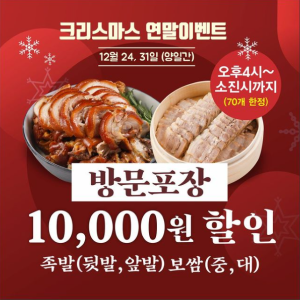 크리스마스 연말이벤트
12월 24, 31일 (양일간)
오후4시~
소진시까지
(70개 한정)
방문포장
10,000원 할인
족발(뒷발,앞발) 보쌈(중,대)